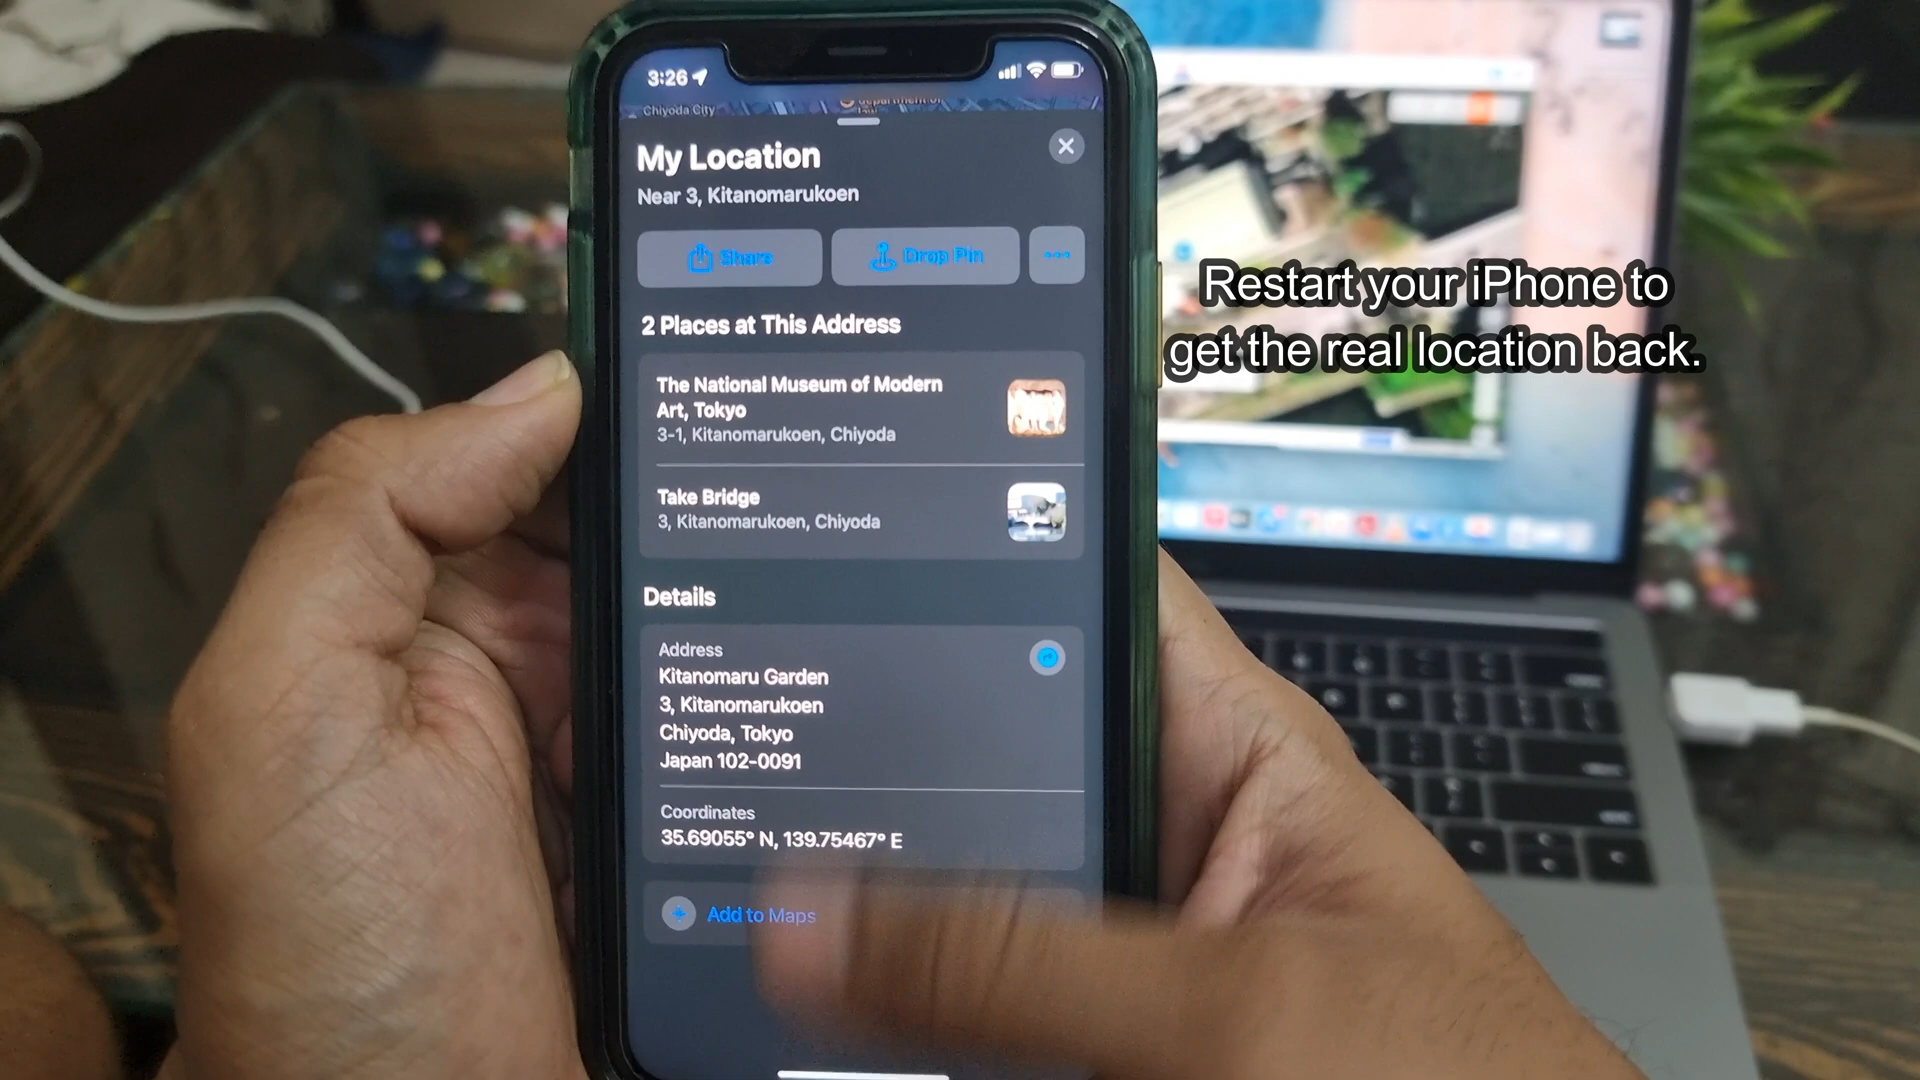 3:26
Chiyoda City
department of
law
My Location
Near 3, Kitanomarukoen
Share
Drop Pin
2 Places at This Address
The National Museum of Modern
Art, Tokyo
3-1, Kitanomarukoen, Chiyoda
Take Bridge
3, Kitanomarukoen, Chiyoda
Details
Address
Kitanomaru Garden
3, Kitanomarukoen
Chiyoda, Tokyo
Japan 102-0091
Coordinates
35.69055° N, 139.75467° E
Add to Maps
Restart your iPhone to
get the real location back.